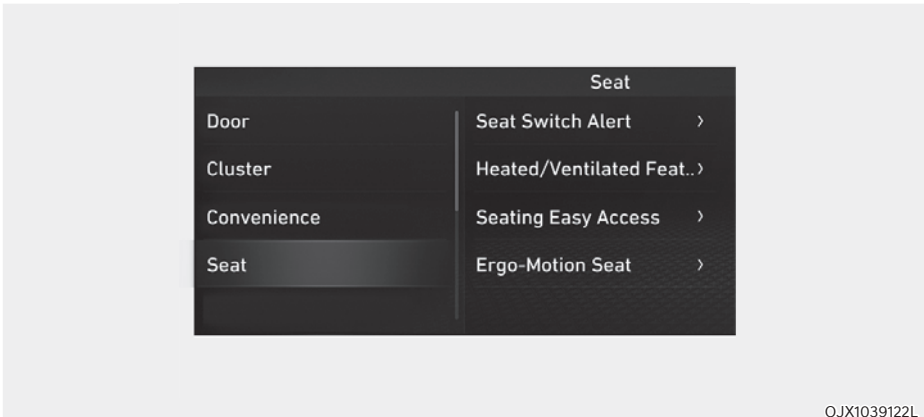 Seat
Door
Cluster
Convenience
Seat
Seat Switch Alert >
Heated/Ventilated Feat..>
Seating Easy Access >
Ergo-Motion Seat >
OJX1039122L